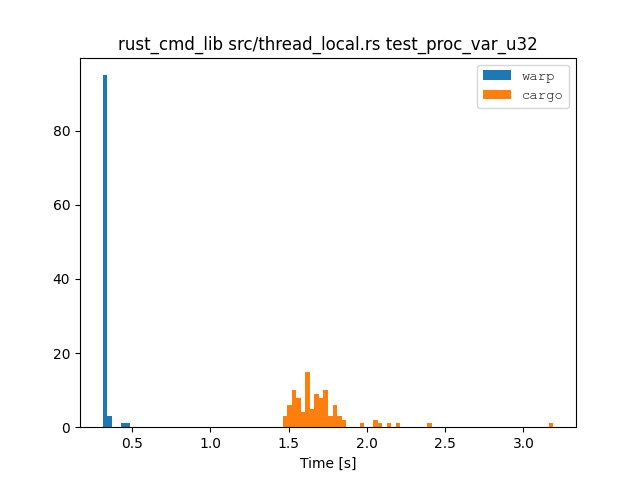 rust_cmd_lib src/thread_local.rs test_proc_var_u32
warp
cargo
80
60
40
20
0
0.5 1.0 1.5 2.0 2.5 3.0
Time [s]